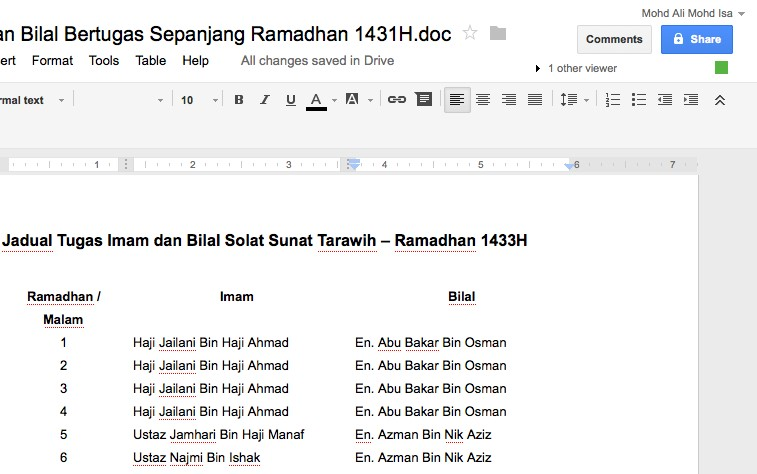 Mohd Ali Mohd Isa
an Bilal Bertugas Sepanjang Ramadhan 1431H.doc
Comments
Share
ert Format Tools Table Help All changes saved in Drive
1 other viewer
rmal text 10 B I U A A
1 2 3 4 5 6 7
Jadual Tugas Imam dan Bilal Solat Sunat Tarawih – Ramadhan 1433H
Ramadhan / Imam Bilal
Malam
1 Haji Jailani Bin Haji Ahmad En. Abu Bakar Bin Osman
2 Haji Jailani Bin Haji Ahmad En. Abu Bakar Bin Osman
3 Haji Jailani Bin Haji Ahmad En. Abu Bakar Bin Osman
4 Haji Jailani Bin Haji Ahmad En. Abu Bakar Bin Osman
5 Ustaz Jamhari Bin Haji Manaf En. Azman Bin Nik Aziz
6 Ustaz Najmi Bin Ishak En. Azman Bin Nik Aziz